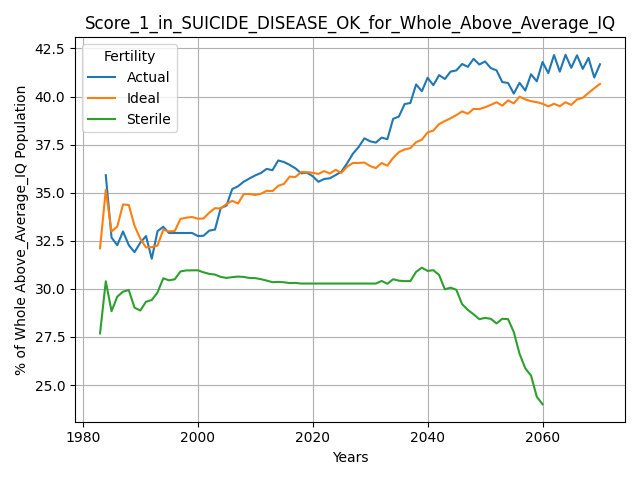 Score_1_in_SUICIDE_DISEASE_OK_for_Whole_Above_Average_IQ
Fertility
Actual
Ideal
Sterile
% of Whole Above_Average_IQ Population
42.5
40.0
37.5
35.0
32.5
30.0
27.5
25.0
1980 2000 2020 2040 2060
Years